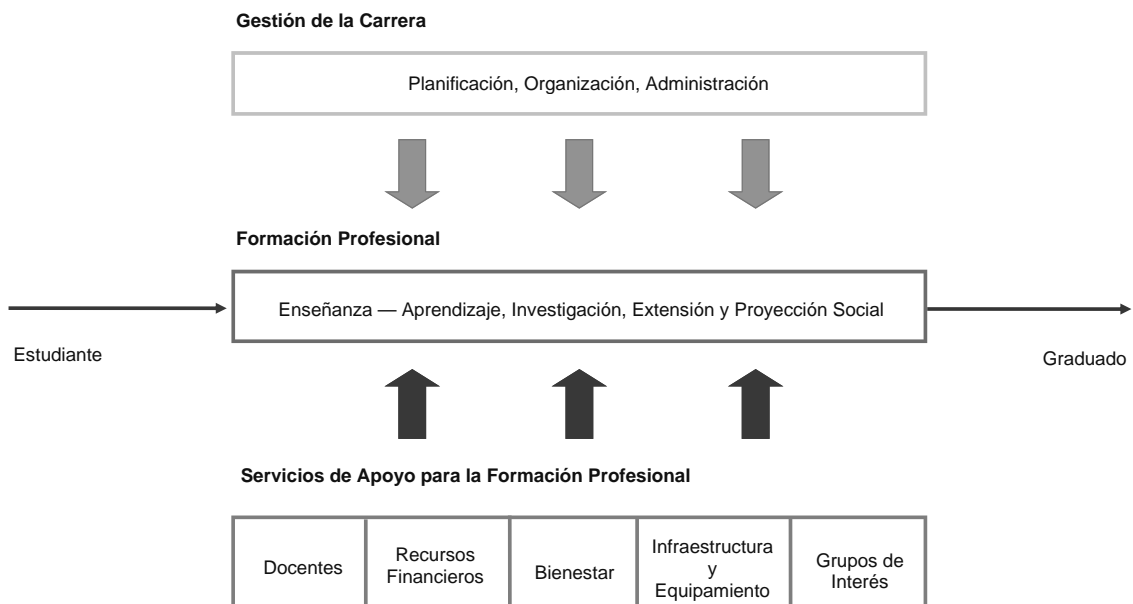 Gestión de la Carrera
Planificación, Organización, Administración
Formación Profesional
Enseñanza — Aprendizaje, Investigación, Extensión y Proyección Social
Estudiante
Graduado
Servicios de Apoyo para la Formación Profesional
Docentes
Recursos
Financieros
Bienestar
Infraestructura
y
Equipamiento
Grupos de
Interés